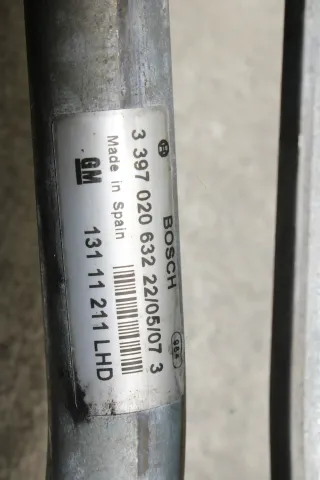 BOSCH
3 397 020 632 22/05/07 3
Made in Spain
GM
131 11 211 LHD